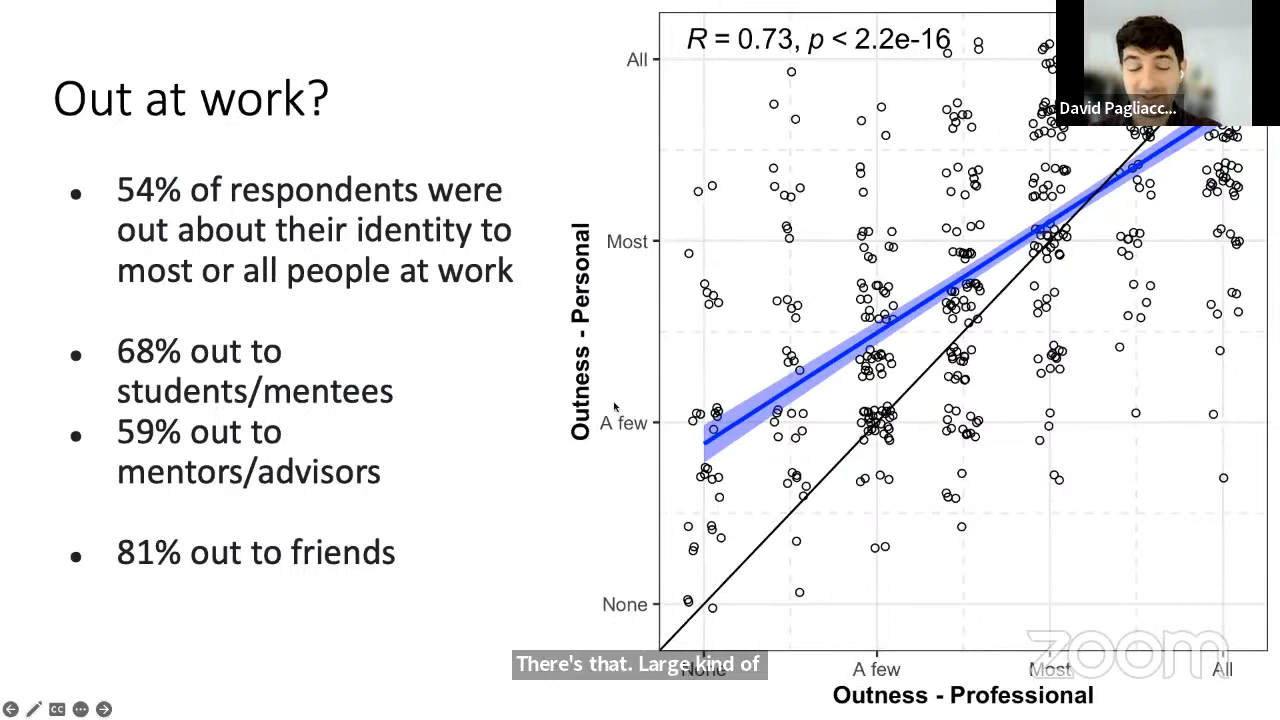 Out at work?
• 54% of respondents were
out about their identity to
most or all people at work
• 68% out to
students/mentees
• 59% out to
mentors/advisors
• 81% out to friends
R = 0.73, p < 2.2e-16
All
Most
A few
None
Outness - Personal
None
A few
Most
All
Outness - Professional
David Pagliacc...
There's that. Large kind of
zoom
CC